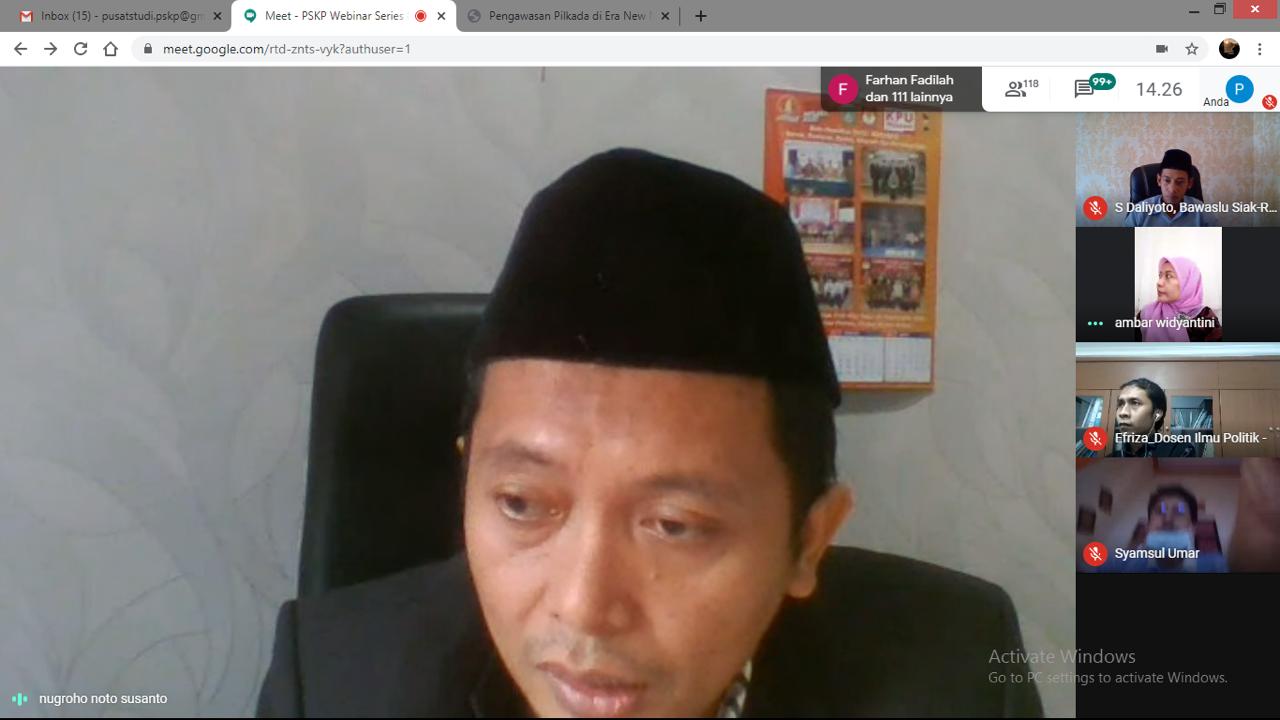 Inbox (15) - pusatstudi.pskp@gm
Meet - PSKP Webinar Series
Pengawasan Pilkada di Era New
meet.google.com/rtd-znts-vyk?authuser=1
F
Farhan Fadilah
dan 111 lainnya
118
99+
14.26
Anda
P
KPU
S Daliyoto, Bawaslu Siak-R...
ambar widyantini
Efriza_Dosen Ilmu Politik -
Syamsul Umar
Activate Windows
Go to PC settings to activate Windows.
nugroho noto susanto